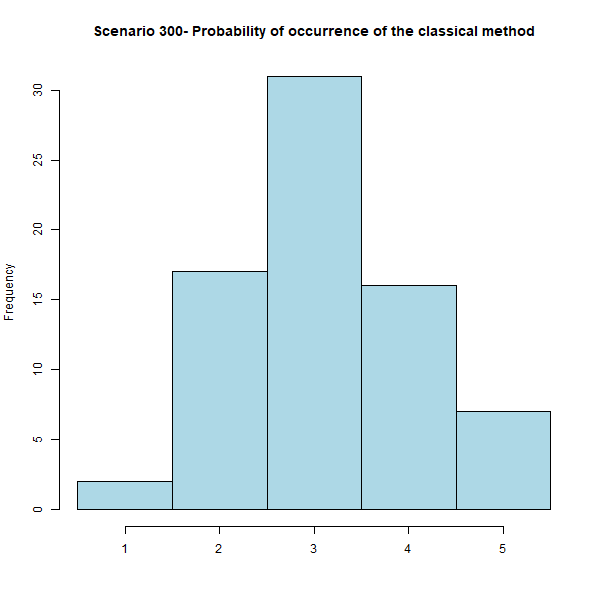 Scenario 300- Probability of occurrence of the classical method
30
25
20
15
10
5
0
Frequency
1 2 3 4 5